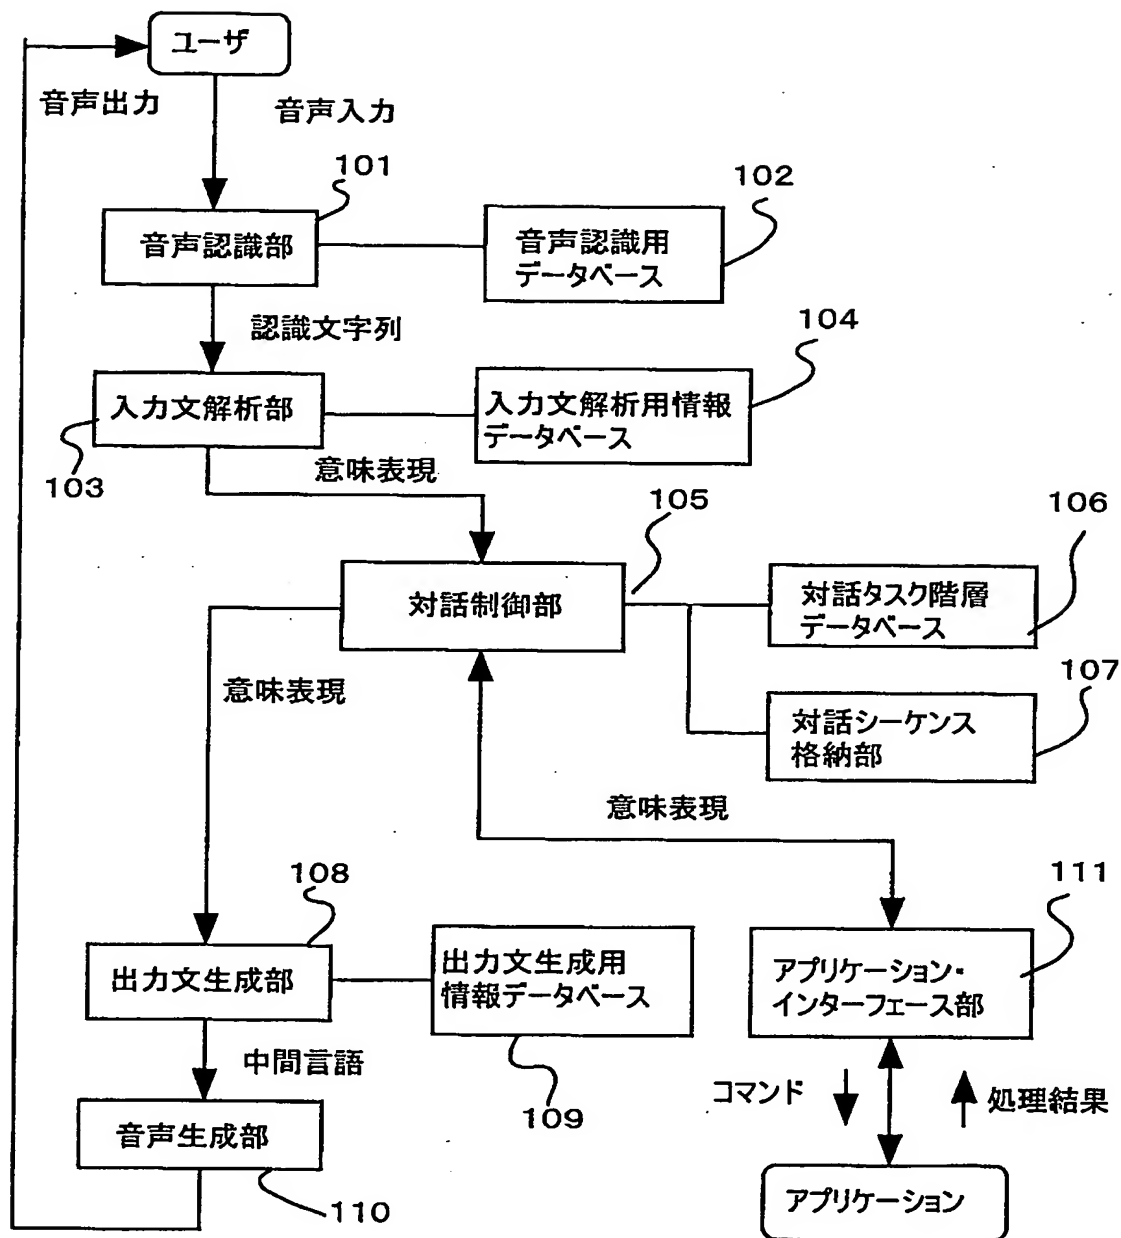 ユーザ
音声出力
音声入力
101
102
音声認識部
音声認識用
データベース
認識文字列
104
入力文解析部
入力文解析用情報
データベース
103
意味表現
105
106
対話制御部
対話タスク階層
データベース
107
意味表現
対話シーケンス
格納部
意味表現
108
111
出力文生成部
出力文生成用
情報データベース
アプリケーション・
インターフェース部
中間言語
109
コマンド
処理結果
音声生成部
110
アプリケーション